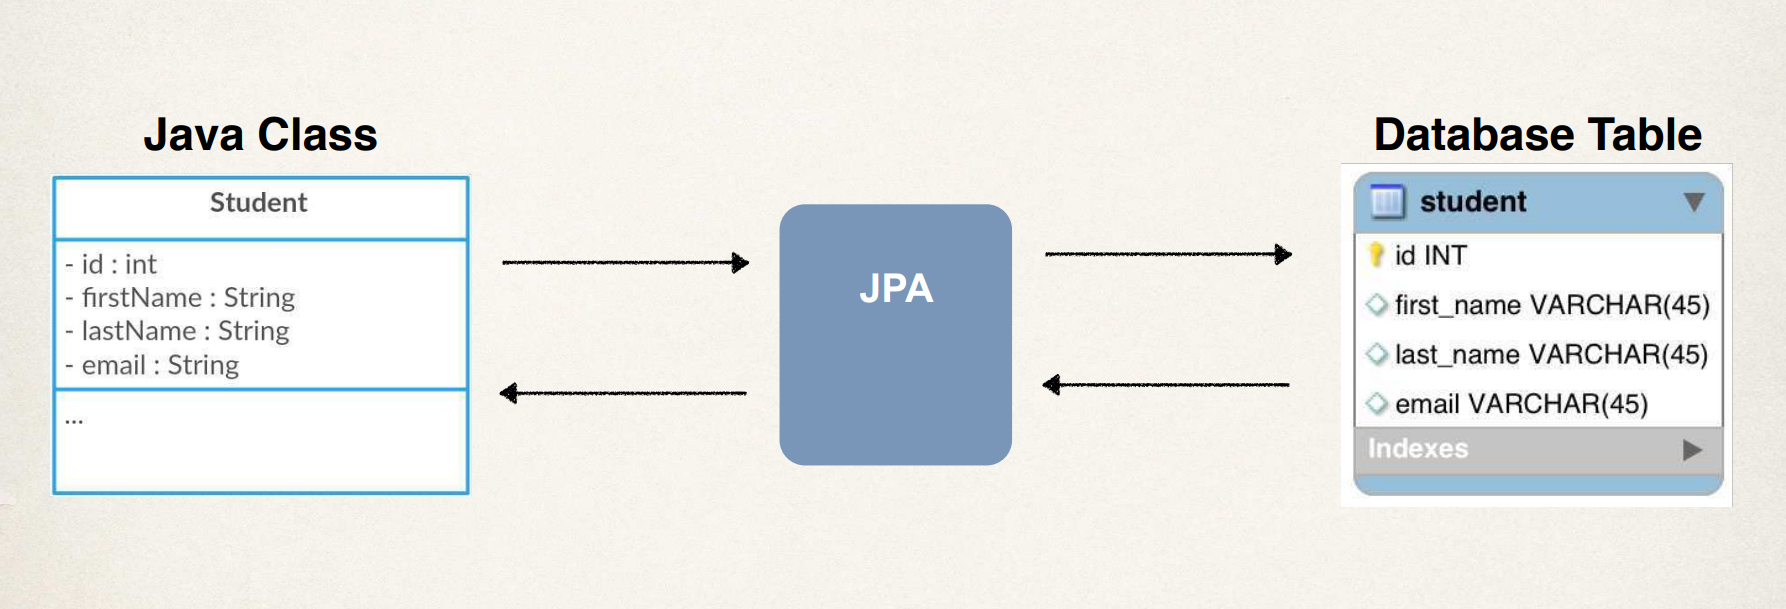 Java Class
Student
- id : int
- firstName : String
- lastName : String
- email : String
...
JPA
Database Table
student
id INT
first_name VARCHAR(45)
last_name VARCHAR(45)
email VARCHAR(45)
Indexes